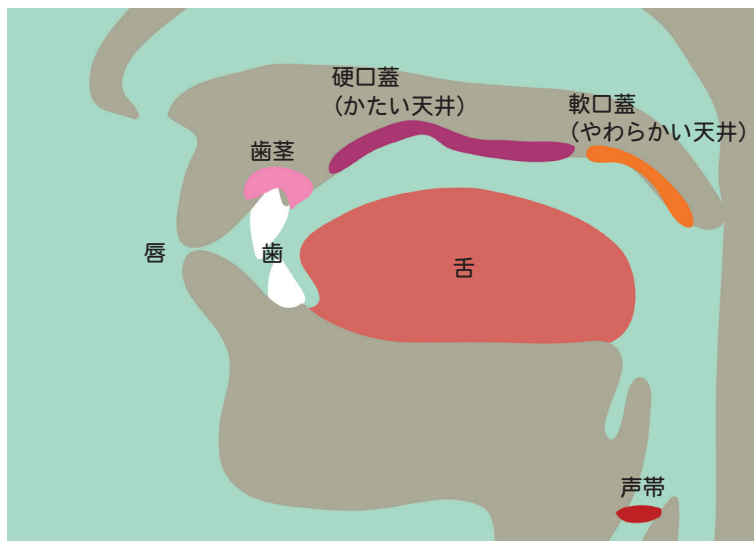 硬口蓋
（かたい天井）
軟口蓋
（やわらかい天井）
歯茎
唇
歯
舌
声帯